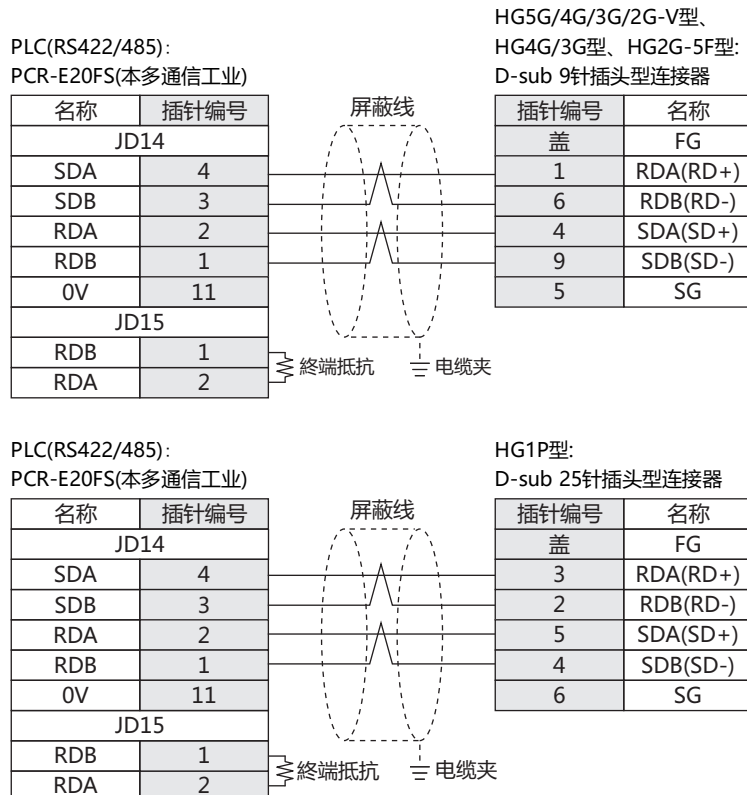 HG5G/4G/3G/2G-V型、
PLC(RS422/485)： HG4G/3G型、HG2G-5F型:
PCR-E20FS(本多通信工业) D-sub 9针插头型连接器
名称 插针编号 屏蔽线 插针编号 名称
JD14 盖 FG
SDA 4 1 RDA(RD+)
SDB 3 6 RDB(RD-)
RDA 2 4 SDA(SD+)
RDB 1 9 SDB(SD-)
0V 11 5 SG
JD15
RDB 1
終端抵抗 电缆夹
RDA 2
PLC(RS422/485)： HG1P型:
PCR-E20FS(本多通信工业) D-sub 25针插头型连接器
名称 插针编号 屏蔽线 插针编号 名称
JD14 盖 FG
SDA 4 3 RDA(RD+)
SDB 3 2 RDB(RD-)
RDA 2 5 SDA(SD+)
RDB 1 4 SDB(SD-)
0V 11 6 SG
JD15
RDB 1
終端抵抗 电缆夹
RDA 2